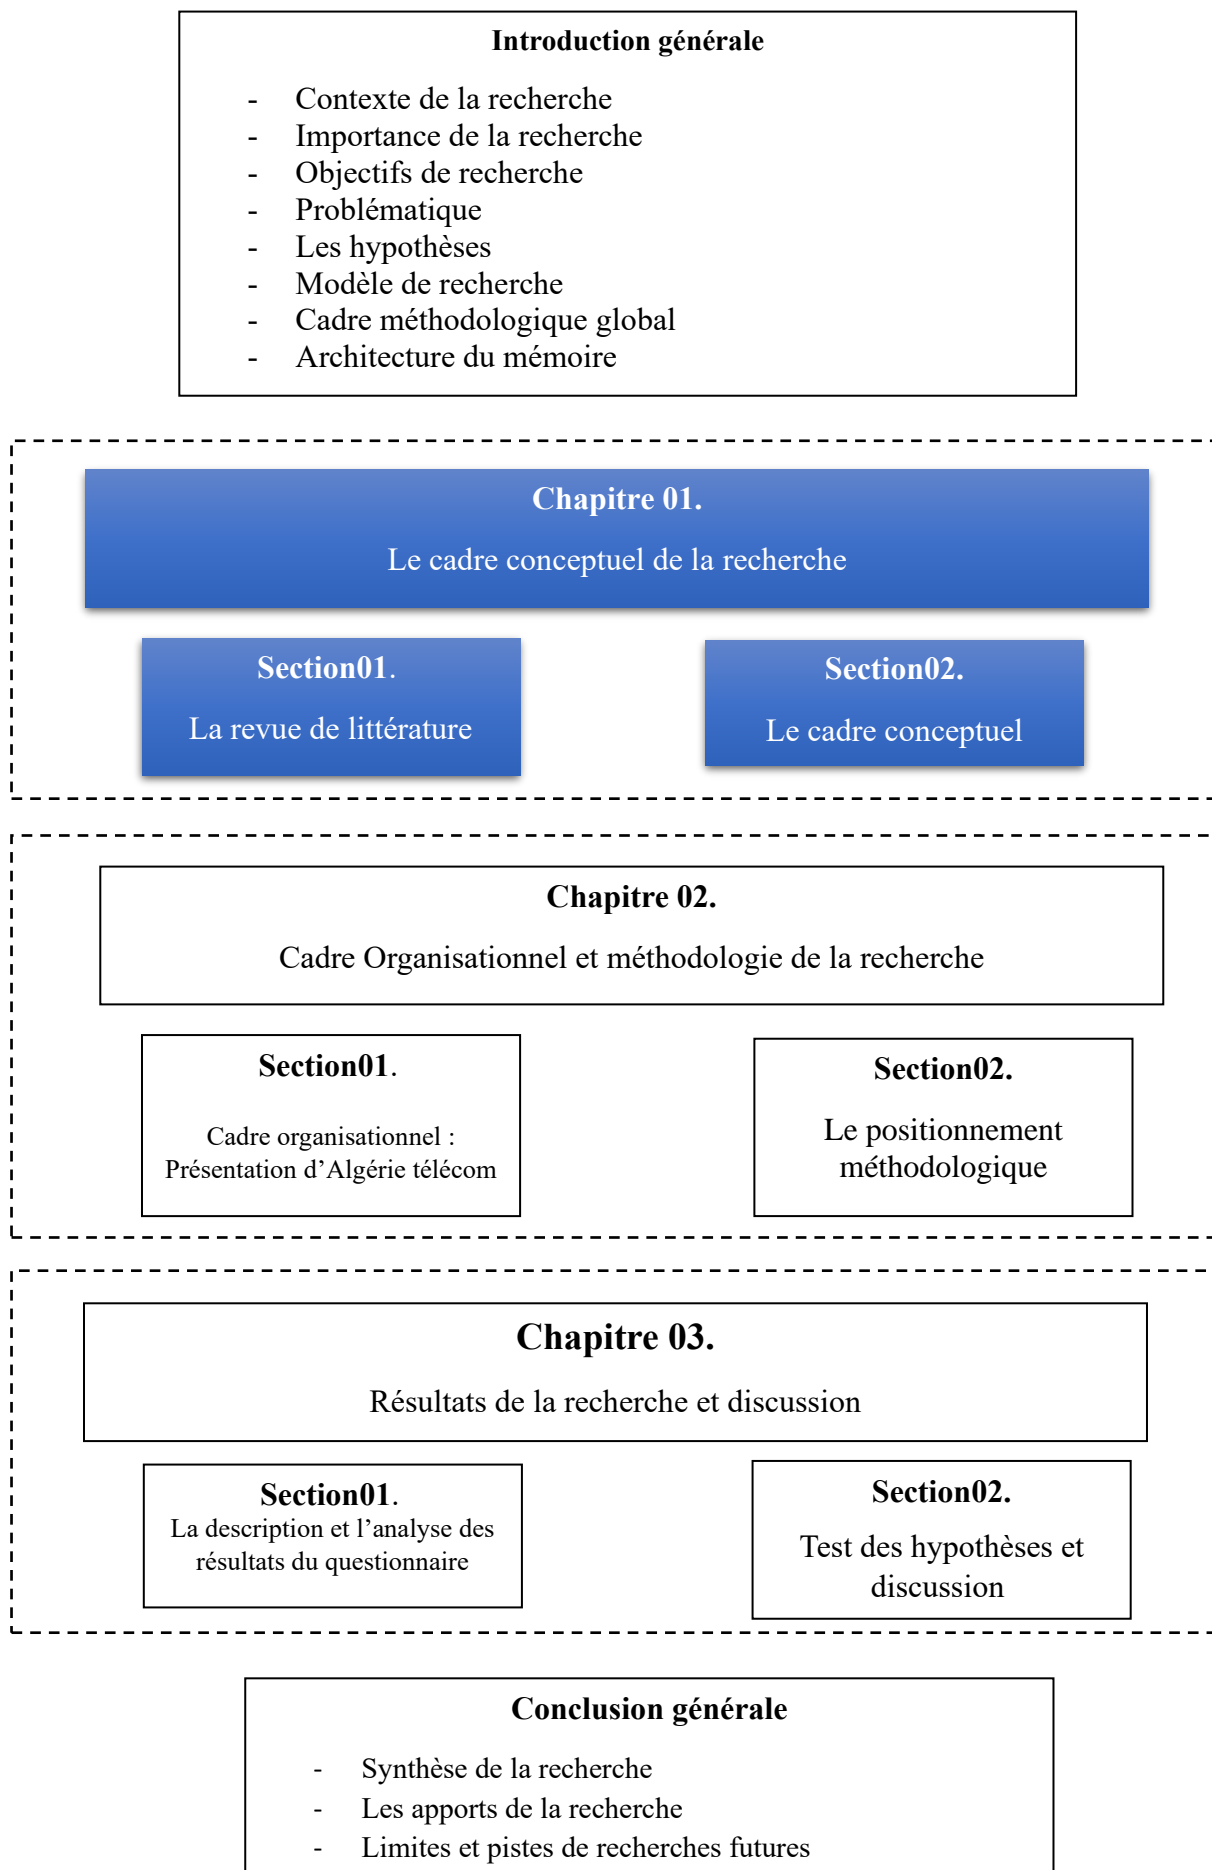 Introduction générale
- Contexte de la recherche
- Importance de la recherche
- Objectifs de recherche
- Problématique
- Les hypothèses
- Modèle de recherche
- Cadre méthodologique global
- Architecture du mémoire
Chapitre 01.
Le cadre conceptuel de la recherche
Section01.
La revue de littérature
Section02.
Le cadre conceptuel
Chapitre 02.
Cadre Organisationnel et méthodologie de la recherche
Section01.
Cadre organisationnel :
Présentation d’Algérie télécom
Section02.
Le positionnement
méthodologique
Chapitre 03.
Résultats de la recherche et discussion
Section01.
La description et l’analyse des
résultats du questionnaire
Section02.
Test des hypothèses et
discussion
Conclusion générale
- Synthèse de la recherche
- Les apports de la recherche
- Limites et pistes de recherches futures